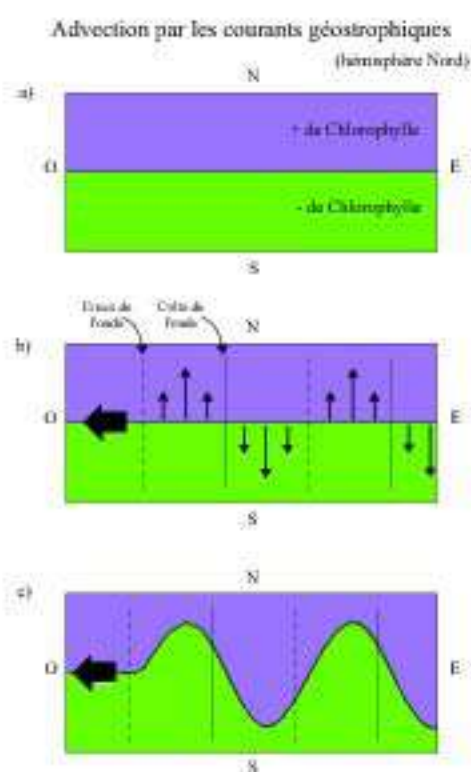 Advection par les courants géostrophiques
(hémisphère Nord)
N
a)
+ de Chlorophylle
O
E
- de Chlorophylle
S
Creux de l'onde
Crête de l'onde
N
b)
O
E
S
N
c)
O
E
S